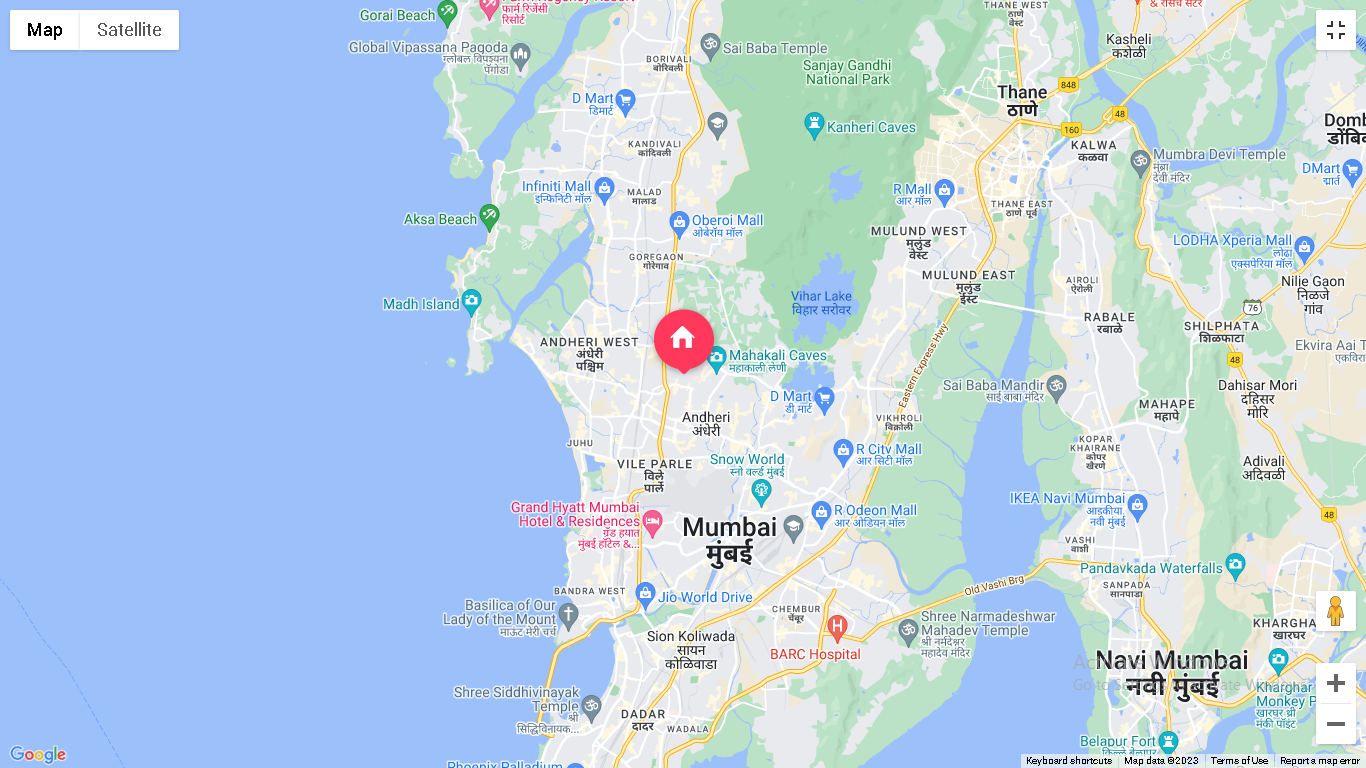 Map
Satellite
Gorai Beach
फार्म रिजेंसी
रिसॉर्ट
Global Vipassana Pagoda
ग्लोबल विपश्यना
पॅगोडा
BORIVALI
बोरिवली
Sai Baba Temple
Sanjay Gandhi
National Park
THANE WEST
ठाणे
वेस्ट
Kasheli
कशेली
Thane
ठाणे
848
48
160
D Mart
डिमार्ट
Kanheri Caves
KANDIVALI
कांदिवली
KALWA
कळवा
Mumbra Devi Temple
मुंब्रा
देवी मंदिर
DMart
Infiniti Mall
इन्फिनिटी मॉल
MALAD
मालाड
R Mall
आर मॉल
THANE EAST
ठाणे पूर्व
Aksa Beach
Oberoi Mall
ओबेरॉय मॉल
MULUND WEST
मुलुंड
वेस्ट
LODHA Xperia Mall
लोढा
एक्सपेरिया मॉल
GOREGAON
गोरेगाव
MULUND EAST
मुलुंड
ईस्ट
AIROLI
ऐरोली
Nilje Gaon
निळजे
गांव
Madh Island
Vihar Lake
विहार सरोवर
76
RABALE
रबाळे
SHILPHATA
शिळफाटा
ANDHERI WEST
अंधेरी
पश्चिम
Mahakali Caves
महाकाली लेणी
Eastern Express Hwy
48
Ekvira Aai
Sai Baba Mandir
साई बाबा मंदिर
Dahisar Mori
दहिसर
मोरि
D Mart
डी मार्ट
MAHAPE
महापे
Andheri
अंधेरी
VIKHROLI
विक्रोली
JUHU
R City Mall
आर सिटी मॉल
KOPAR
KHAIRANE
कोपर
खैरणे
VILE PARLE
विले
पार्ले
Snow World
स्नो वर्ल्ड मुंबई
Adivali
अदिवळी
IKEA Navi Mumbai
आइकीया.
नवी मुंबई
Grand Hyatt Mumbai
Hotel & Residences
ग्रॅंड हयात
मुंबई हॉटेल &...
R Odeon Mall
आर ओडियन मॉल
48
Mumbai
मुंबई
VASHI
वाशी
Pandavkada Waterfalls
Old Vashi Brg
SANPADA
सानपाडा
BANDRA WEST
Jio World Drive
Basilica of Our
Lady of the Mount
माऊंट मेरी चर्च
CHEMBUR
चेंबूर
Shree Narmadeshwar
Mahadev Temple
श्री नर्मदेश्वर
महादेव मंदिर
Sion Koliwada
सायन
कोळिवाडा
BARC Hospital
खारघर
Navi Mumbai
नवी मुंबई
Kharghar
Monkey
खारघर थ्री
मंकी पॉइंट
Shree Siddhivinayak
Temple
श्री
सिद्धिविनायक...
DADAR
दादर
WADALA
Belapur Fort
Phoenix Palladium
Google
Keyboard shortcuts
Map data ©2023
Terms of Use
Report a map error